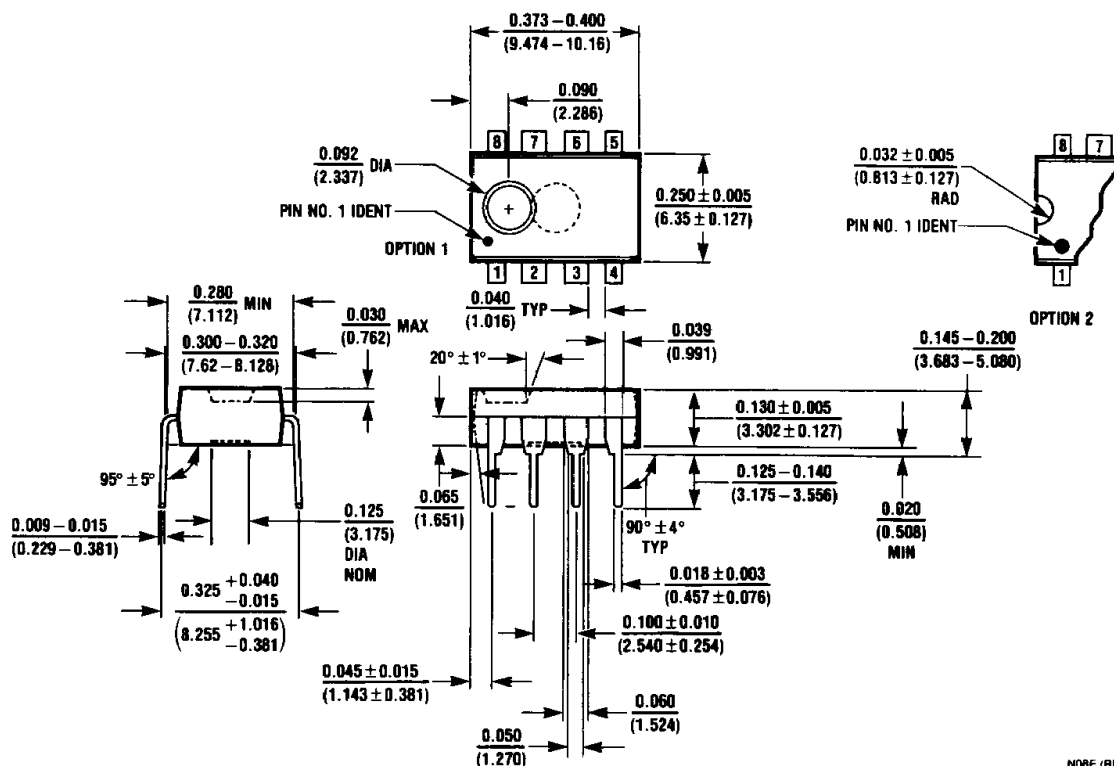 0.373 – 0.400
(9.474 – 10.16)
0.090
(2.286)
8 7 6 5
0.092 DIA
(2.337)
+
PIN NO. 1 IDENT
OPTION 1
1 2 3 4
0.250 ± 0.005
(6.35 ± 0.127)
8 7
0.032 ± 0.005
(0.813 ± 0.127)
RAD
PIN NO. 1 IDENT
1
OPTION 2
0.280 MIN
(7.112)
0.300 – 0.320
(7.62 – 8.128)
0.030 MAX
(0.762)
0.040 TYP
(1.016)
20° ± 1°
0.039
(0.991)
0.145 – 0.200
(3.683 – 5.080)
0.130 ± 0.005
(3.302 ± 0.127)
0.125 – 0.140
(3.175 – 3.556)
0.020
(0.508)
MIN
95° ± 5°
0.009 – 0.015
(0.229 – 0.381)
0.125
(3.175)
DIA
NOM
0.065
(1.651)
90° ± 4°
TYP
0.325 +0.040
–0.015
(8.255 +1.016
–0.381)
0.018 ± 0.003
(0.457 ± 0.076)
0.100 ± 0.010
(2.540 ± 0.254)
0.045 ± 0.015
(1.143 ± 0.381)
0.060
(1.524)
0.050
(1.270)